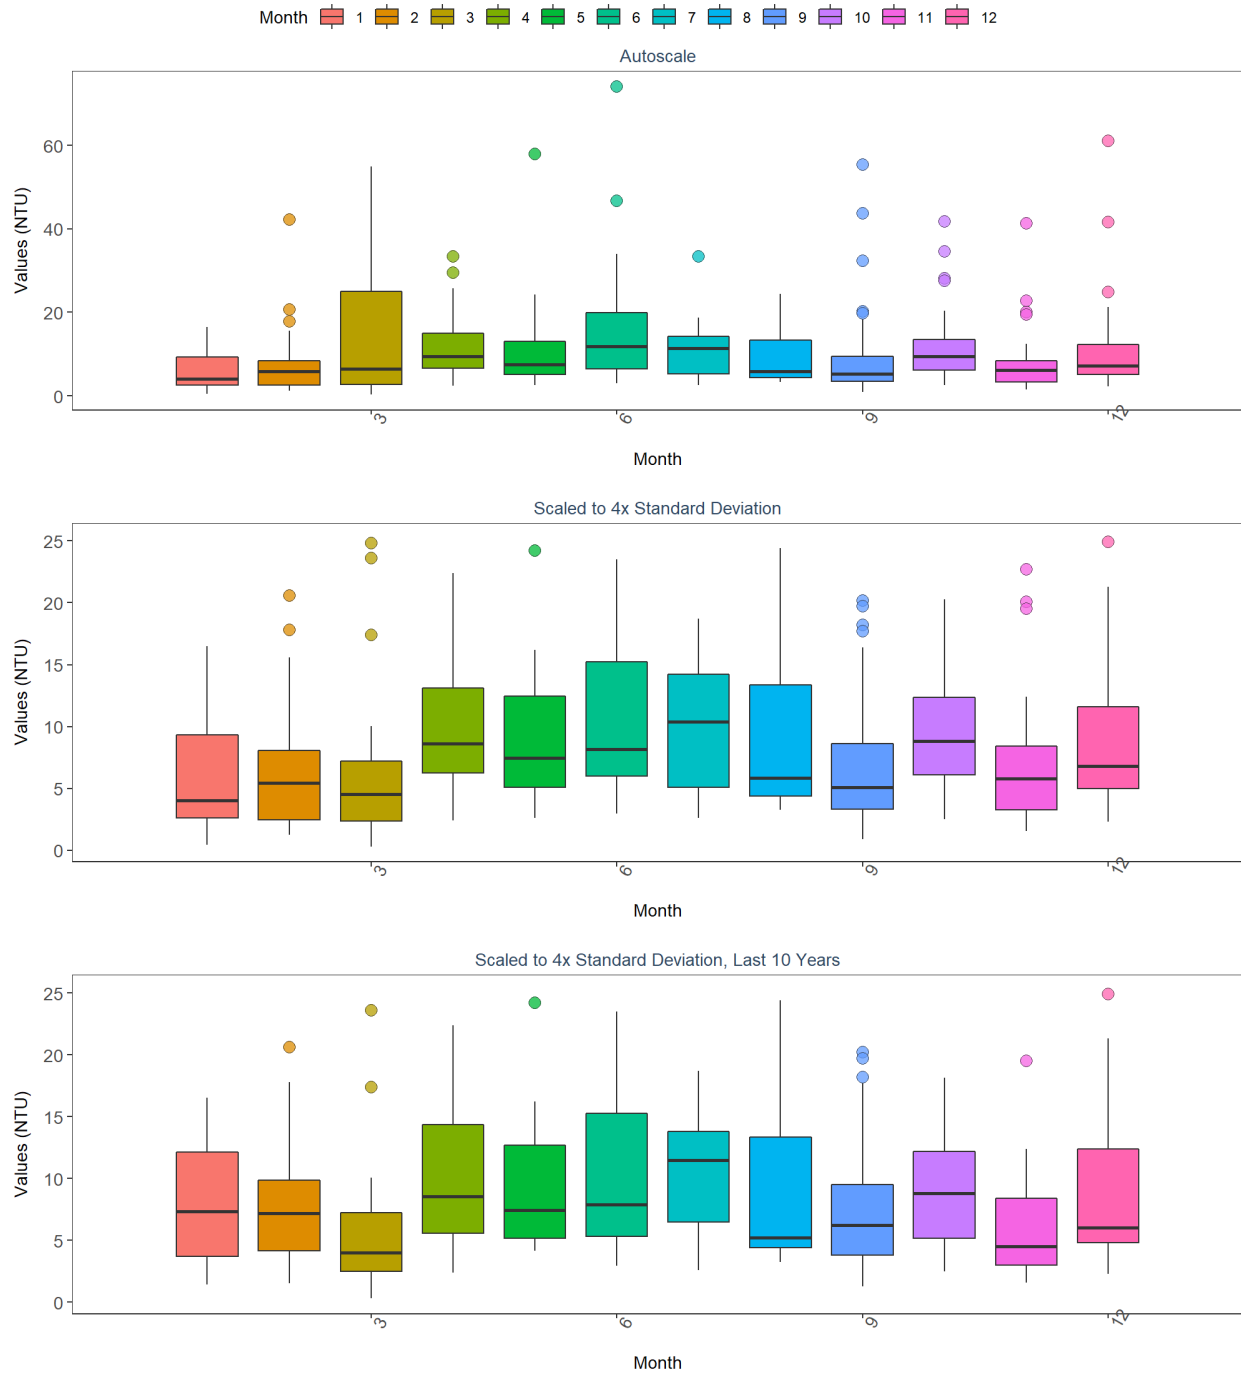 Month 1 2 3 4 5 6 7 8 9 10 11 12
Autoscale
Values (NTU)
60
40
20
0
3 6 9 12
Month
Scaled to 4x Standard Deviation
Values (NTU)
25
20
15
10
5
0
3 6 9 12
Month
Scaled to 4x Standard Deviation, Last 10 Years
Values (NTU)
25
20
15
10
5
0
3 6 9 12
Month